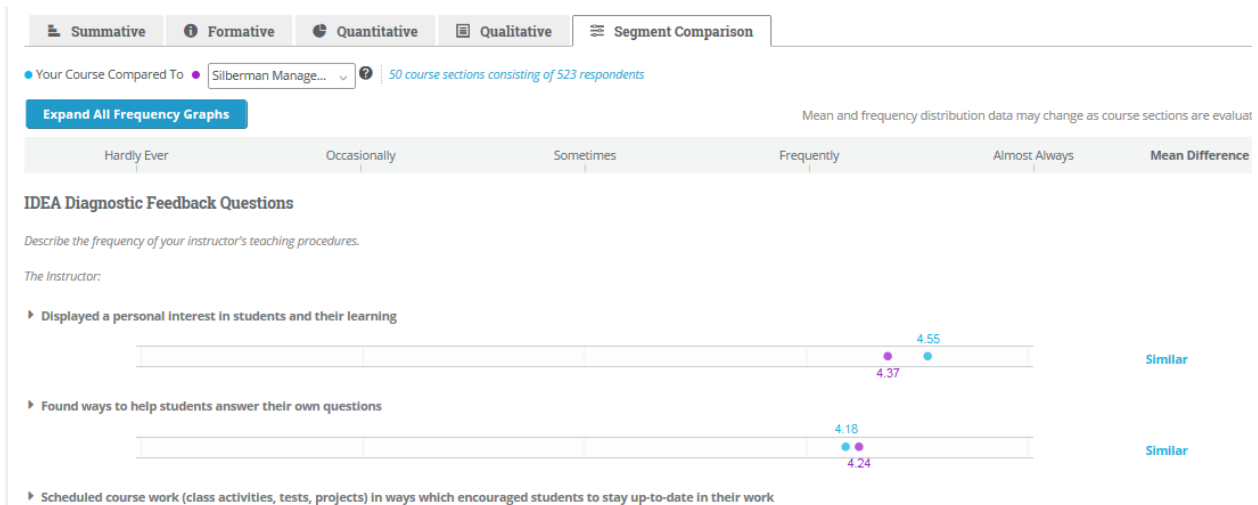 Summative Formative Quantitative Qualitative Segment Comparison
Your Course Compared To Silberman Manage... 50 course sections consisting of 523 respondents
Expand All Frequency Graphs Mean and frequency distribution data may change as course sections are evaluat
Hardly Ever Occasionally Sometimes Frequently Almost Always Mean Difference
IDEA Diagnostic Feedback Questions
Describe the frequency of your instructor's teaching procedures.
The Instructor:
Displayed a personal interest in students and their learning
4.55
Similar
4.37
Found ways to help students answer their own questions
4.18
Similar
4.24
Scheduled course work (class activities, tests, projects) in ways which encouraged students to stay up-to-date in their work